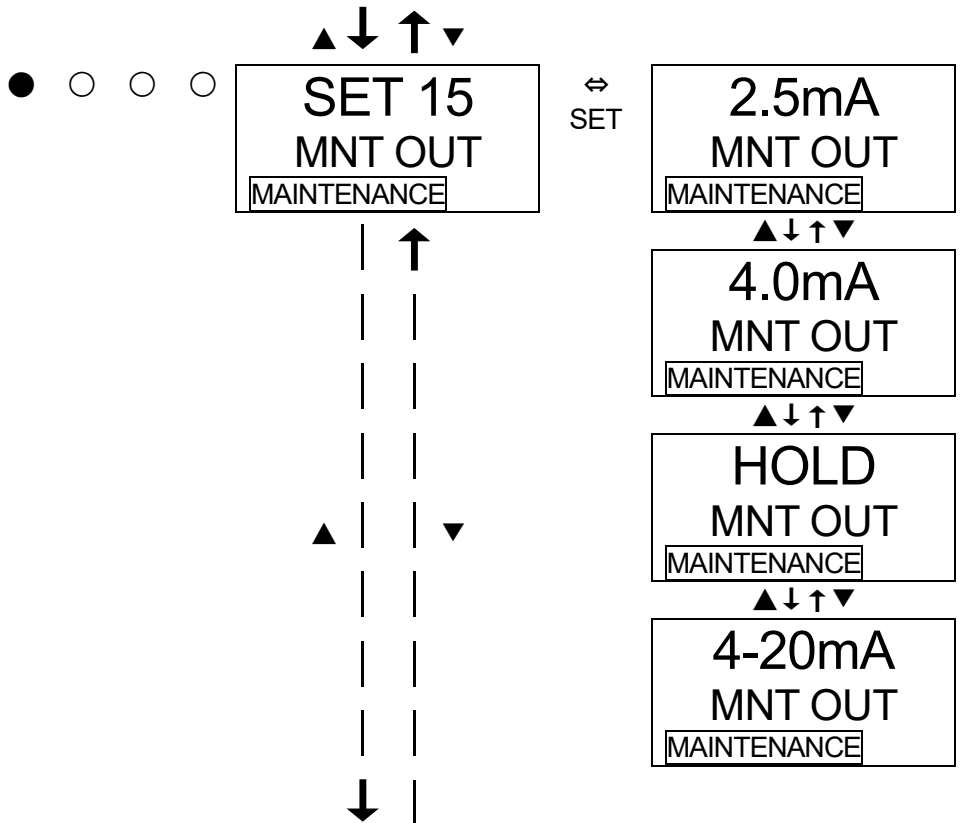 ▲ ↓ ↑ ▼
● ○ ○ ○
SET 15
MNT OUT
MAINTENANCE
⇔
SET
2.5mA
MNT OUT
MAINTENANCE
▲↓↑▼
4.0mA
MNT OUT
MAINTENANCE
▲↓↑▼
HOLD
MNT OUT
MAINTENANCE
▲↓↑▼
4-20mA
MNT OUT
MAINTENANCE
▲ ▼